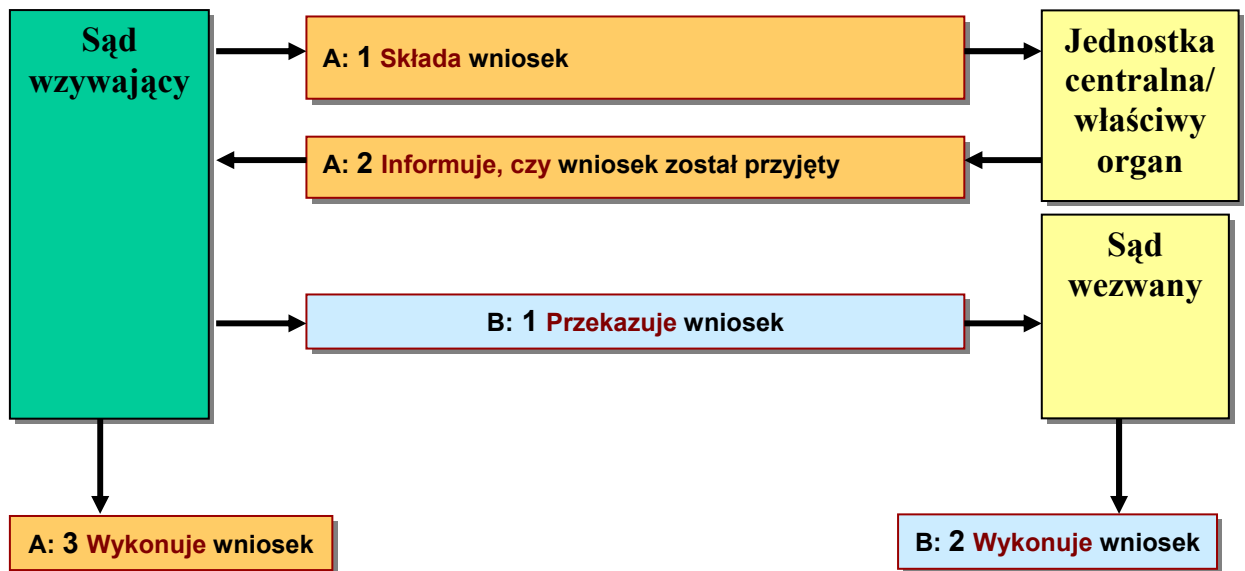 Sąd
wzywający
A: 1 Składa wniosek
Jednostka
centralna/
właściwy
organ
A: 2 Informuje, czy wniosek został przyjęty
Sąd
wezwany
B: 1 Przekazuje wniosek
A: 3 Wykonuje wniosek
B: 2 Wykonuje wniosek